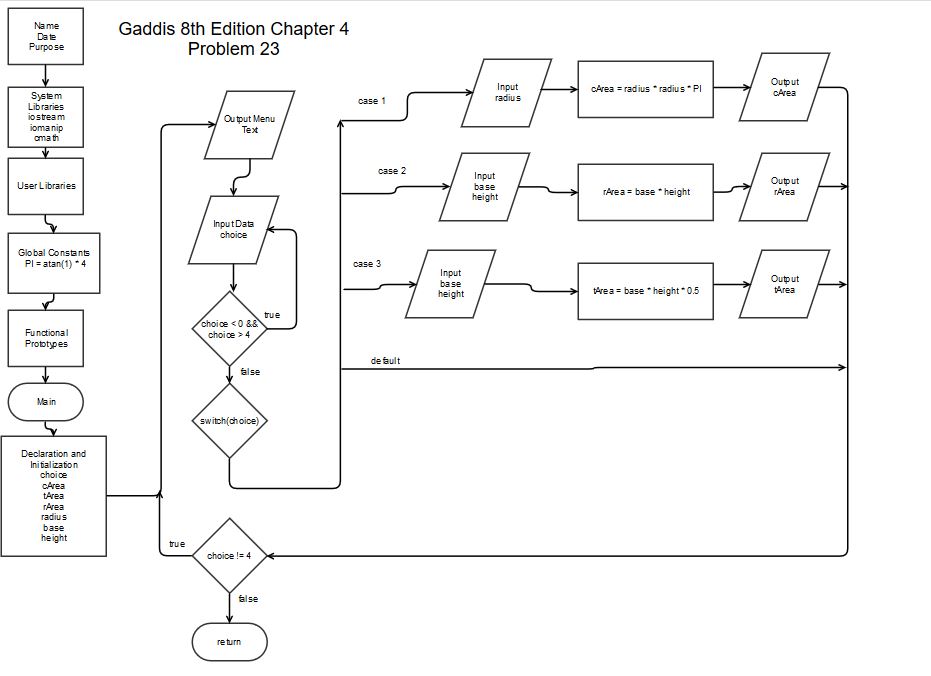 Gaddis 8th Edition Chapter 4
Problem 23
Name
Date
Purpose
System
Libraries
iostream
iomanip
cmath
User Libraries
Global Constants
PI = atan(1) * 4
Functional
Prototypes
Main
Declaration and
Initialization
choice
cArea
tArea
rArea
radius
base
height
Output Menu
Text
Input Data
choice
choice < 0 &&
choice > 4
true
false
switch(choice)
case 1
Input
radius
cArea = radius * radius * PI
Output
cArea
case 2
Input
base
height
rArea = base * height
Output
rArea
case 3
Input
base
height
tArea = base * height * 0.5
Output
tArea
default
choice != 4
true
false
return